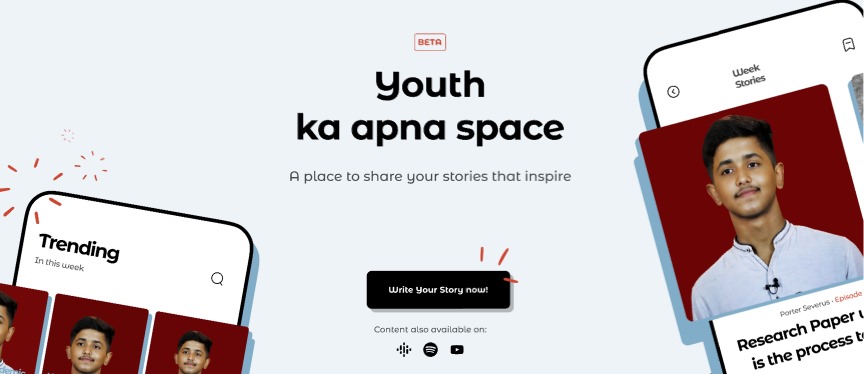 BETA
Youth
ka apna space
A place to share your stories that inspire
Write Your Story now!
Content also available on:
Trending
In this week
Week
Stories
Porter Severus • Episode
Research Paper
is the process